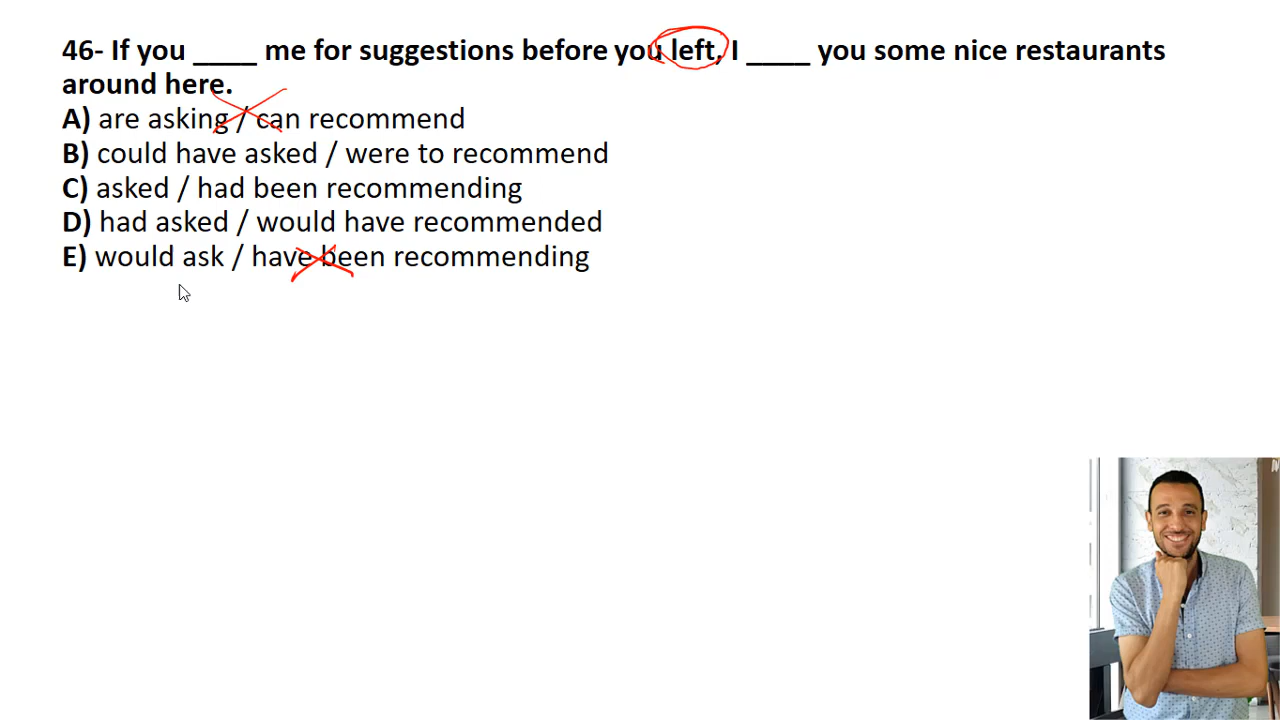 46- If you ____ me for suggestions before you left, I ____ you some nice restaurants
around here.
A) are asking / can recommend
B) could have asked / were to recommend
C) asked / had been recommending
D) had asked / would have recommended
E) would ask / have been recommending